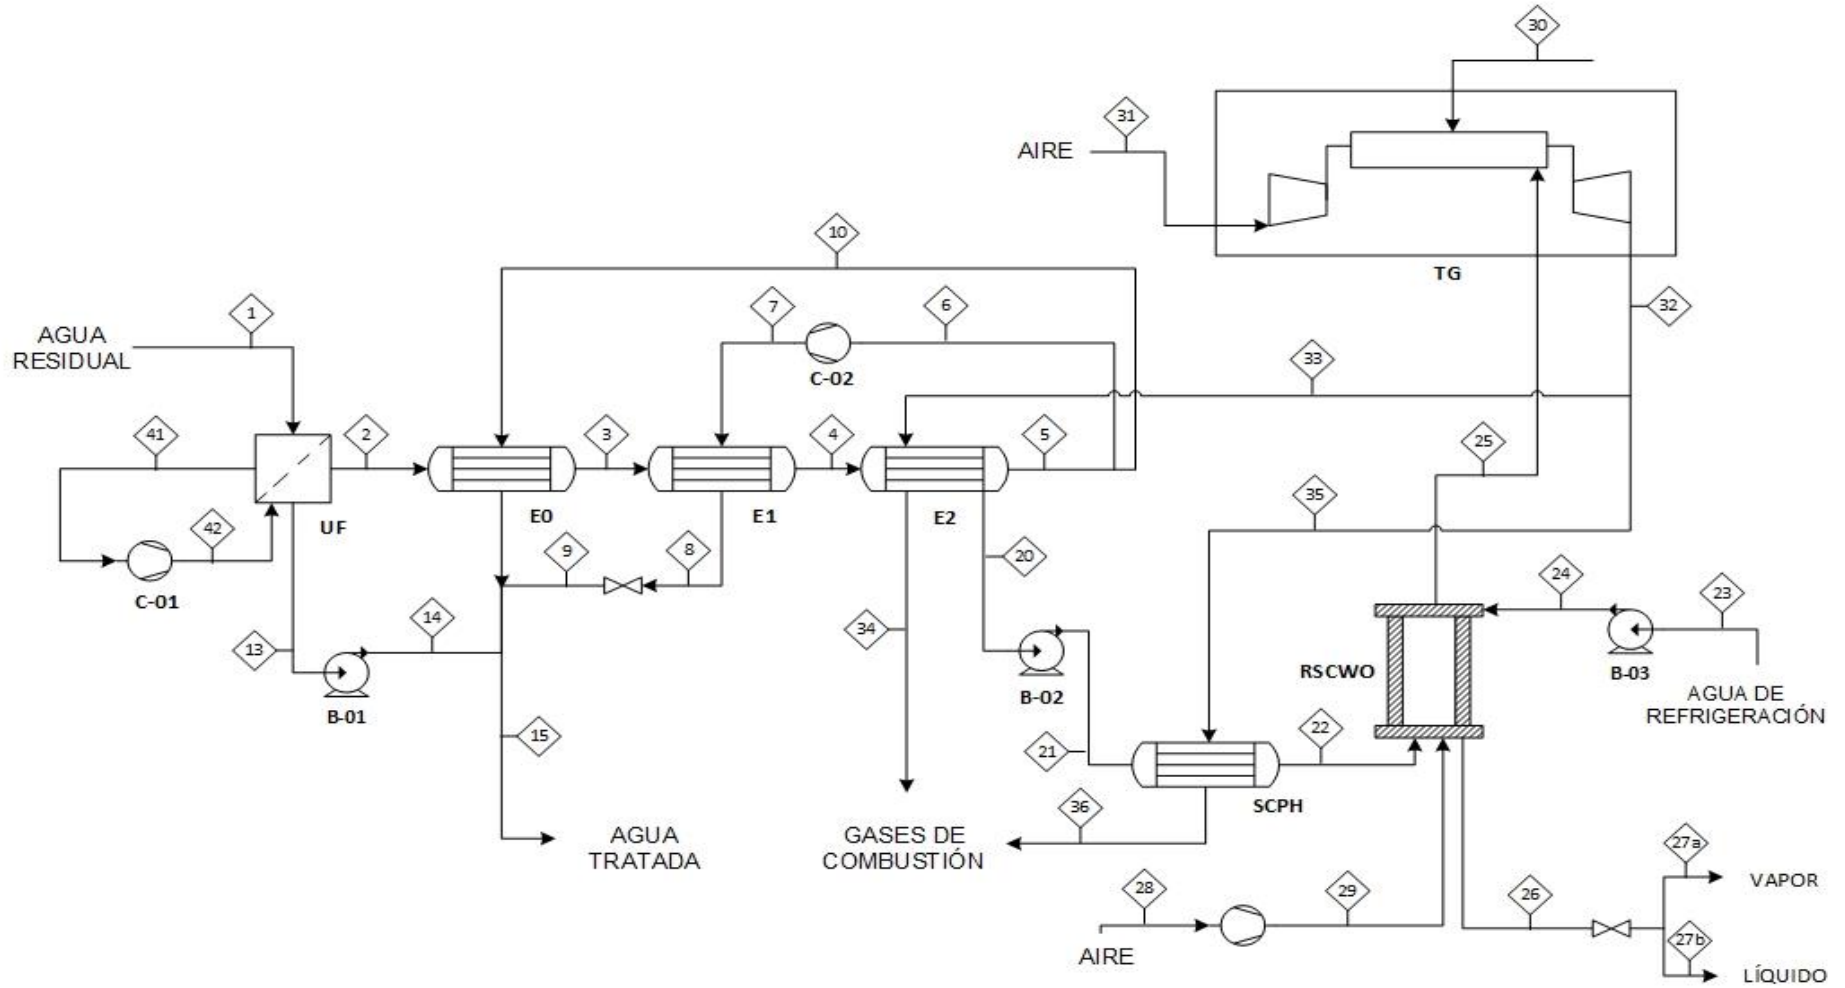 30
31
AIRE
TG
10
32
1
7
6
AGUA
RESIDUAL
C-02
33
41
2
3
4
5
25
35
UF
E0
E1
E2
42
9
8
20
24
23
C-01
14
34
13
RSCWO
B-03
B-02
AGUA DE
REFRIGERACIÓN
B-01
15
21
22
SCPH
36
AGUA
TRATADA
GASES DE
COMBUSTIÓN
27a
VAPOR
28
29
26
27b
AIRE
LÍQUIDO